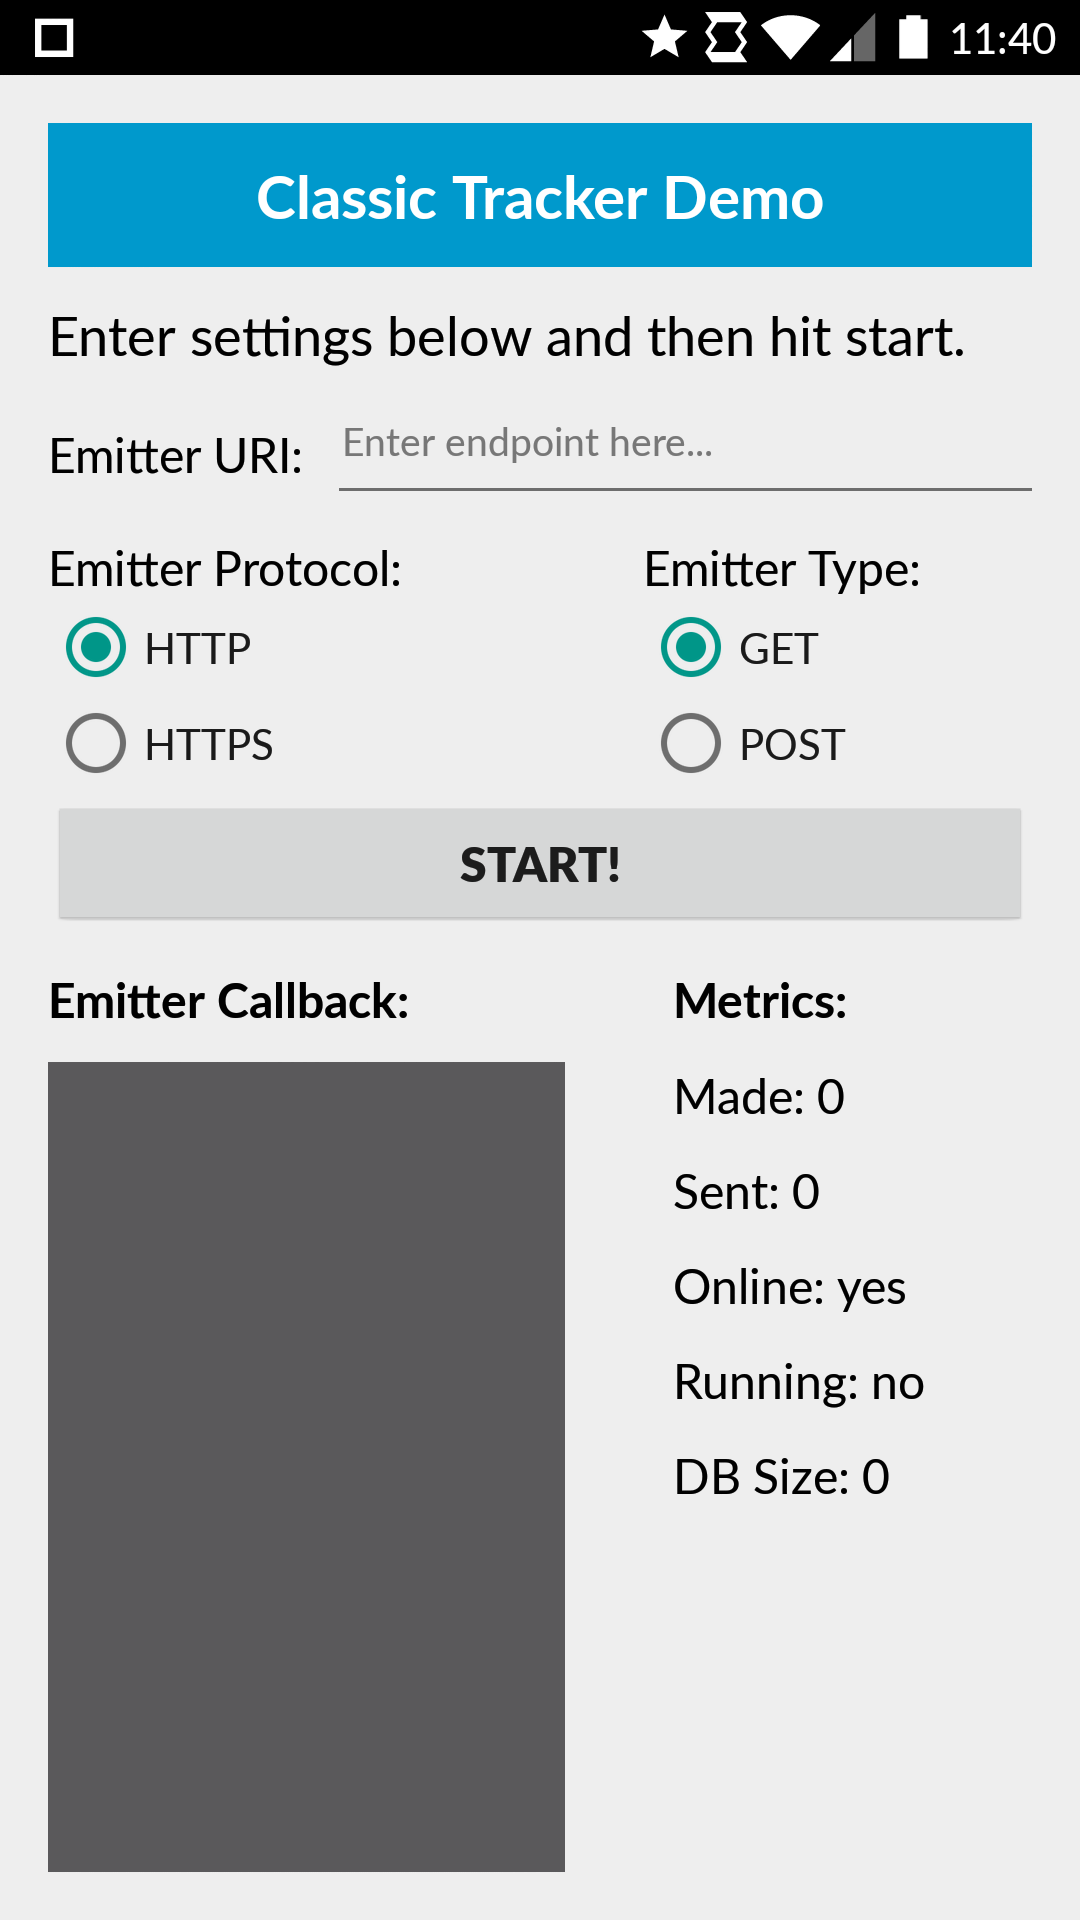 11:40
Classic Tracker Demo
Enter settings below and then hit start.
Emitter URI: Enter endpoint here...
Emitter Protocol: Emitter Type:
HTTP GET
HTTPS POST
START!
Emitter Callback: Metrics:
Made: 0
Sent: 0
Online: yes
Running: no
DB Size: 0